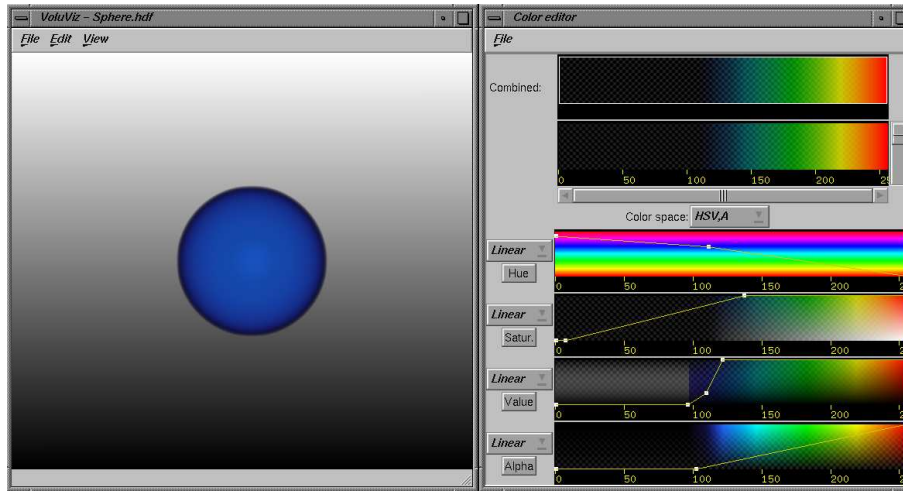 VoluViz – Sphere.hdf
File Edit View
Color editor
File
Combined:
0 50 100 150 200
Color space: HSV,A
Linear
Hue
0 50 100 150 200
Linear
Satur.
0 50 100 150 200
Linear
Value
0 50 100 150 200
Linear
Alpha
0 50 100 150 200